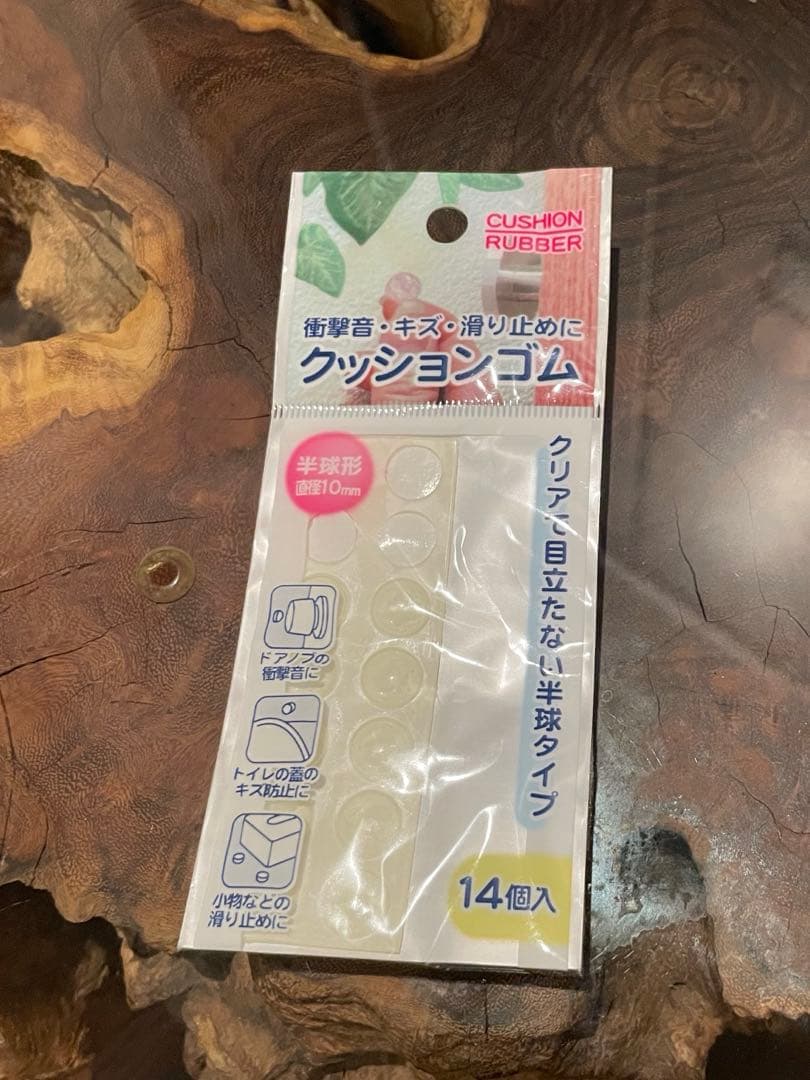 CUSHION
RUBBER
衝撃音・キズ・滑り止めに
クッションゴム
半球形
直径10mm
クリアで目立たない半球タイプ
ドアノブの
衝撃音に
トイレの蓋の
キズ防止に
小物などの
滑り止めに
14個入